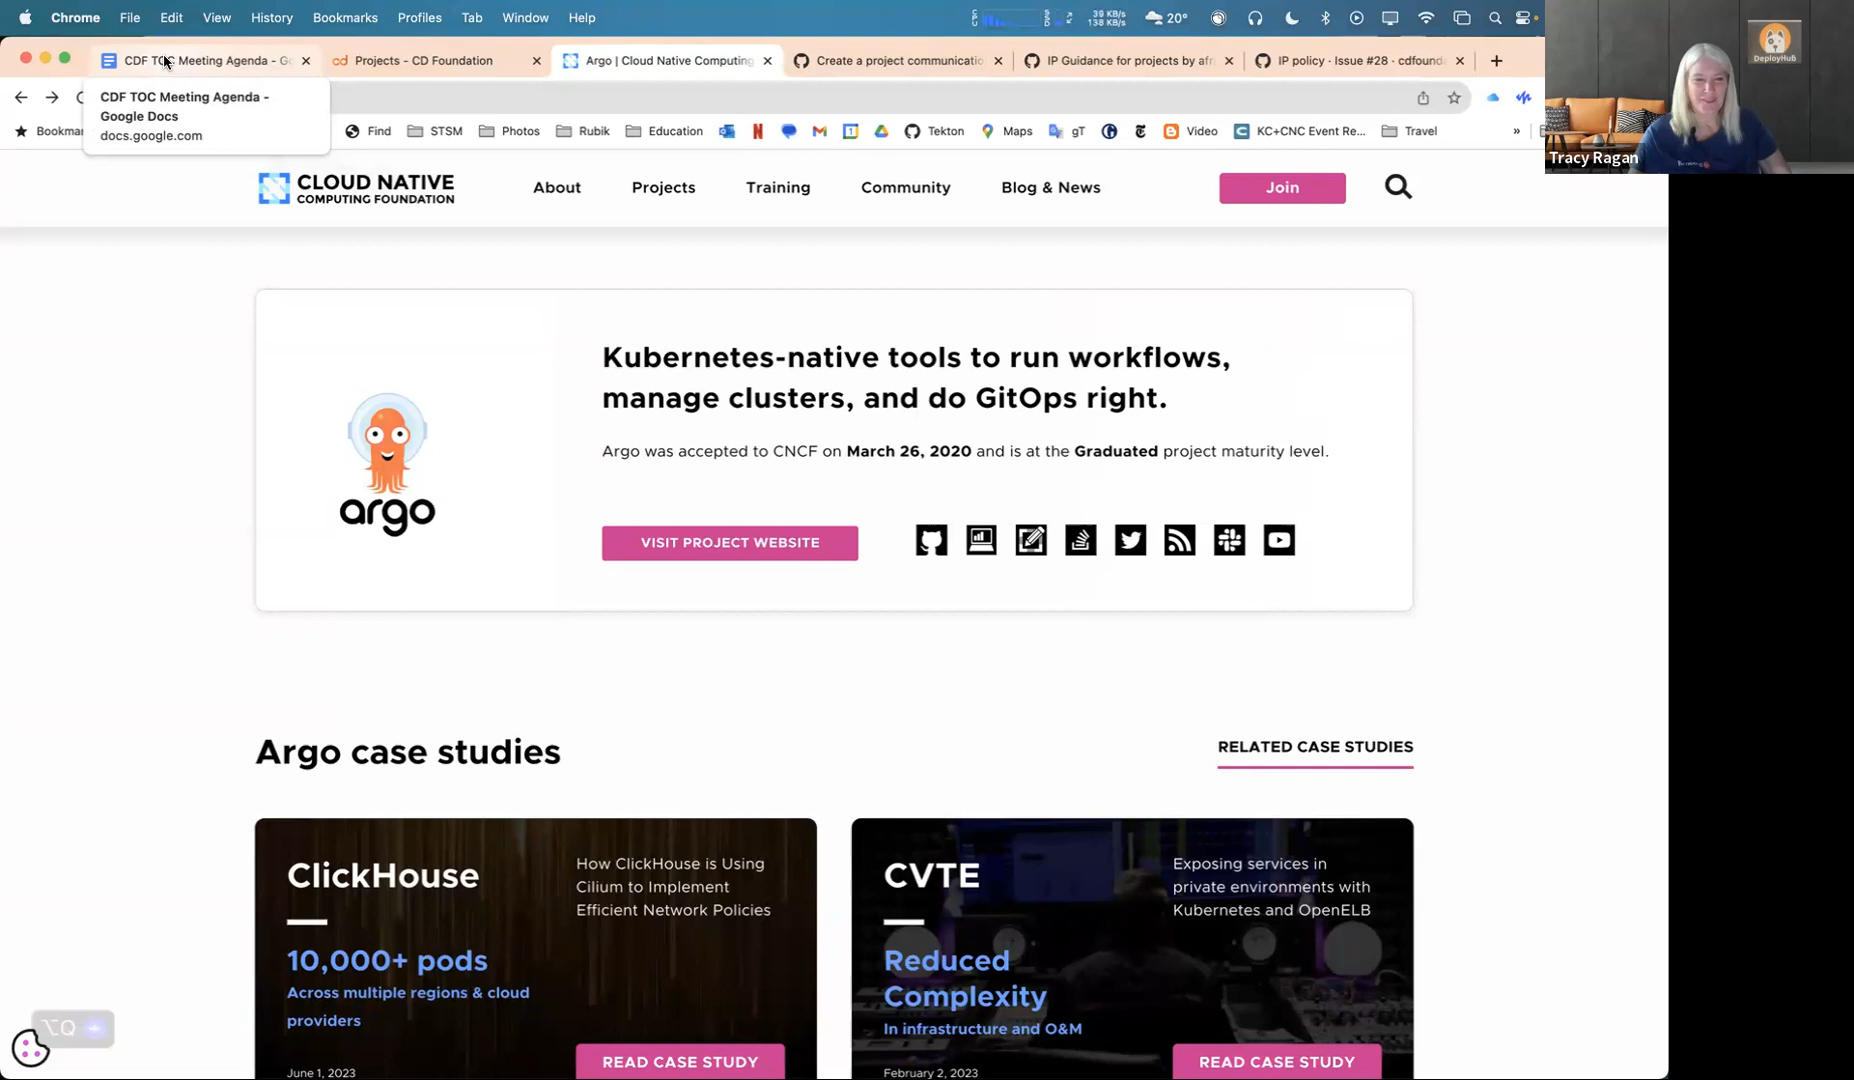 Chrome File Edit View History Bookmarks Profiles Tab Window Help
39 KB/s
138 KB/s
20°
CDF TOC Meeting Agenda - Go
Projects - CD Foundation
Argo | Cloud Native Computing
Create a project communicatio
IP Guidance for projects by afr
IP policy · Issue #28 · cdfounda
CDF TOC Meeting Agenda -
Google Docs
docs.google.com
Bookmar Find STSM Photos Rubik Education Tekton Maps gT Video KC+CNC Event Re... Travel »
DeployHub
Tracy Ragan
CLOUD NATIVE
COMPUTING FOUNDATION
About Projects Training Community Blog & News Join
Kubernetes-native tools to run workflows,
manage clusters, and do GitOps right.
Argo was accepted to CNCF on March 26, 2020 and is at the Graduated project maturity level.
argo
VISIT PROJECT WEBSITE
Argo case studies
RELATED CASE STUDIES
ClickHouse
How ClickHouse is Using
Cilium to Implement
Efficient Network Policies
10,000+ pods
Across multiple regions & cloud
providers
READ CASE STUDY
June 1, 2023
CVTE
Exposing services in
private environments with
Kubernetes and OpenELB
Reduced
Complexity
In infrastructure and O&M
READ CASE STUDY
February 2, 2023
⌥Q